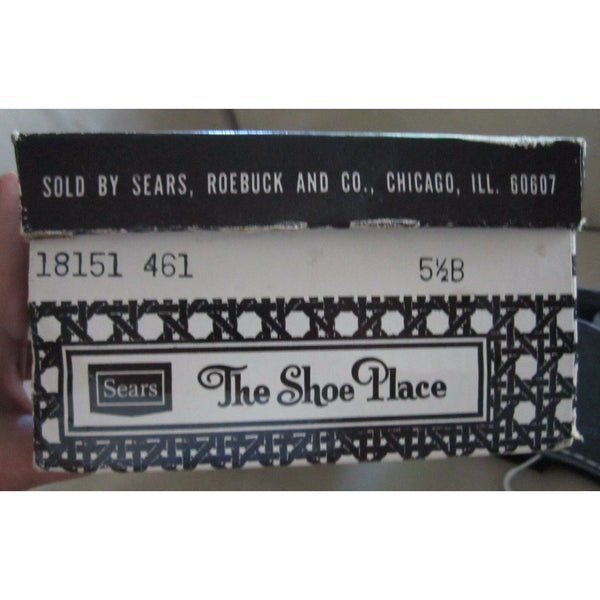 SOLD BY SEARS, ROEBUCK AND CO., CHICAGO, ILL. 60607
18151 461 5½B
Sears The Shoe Place